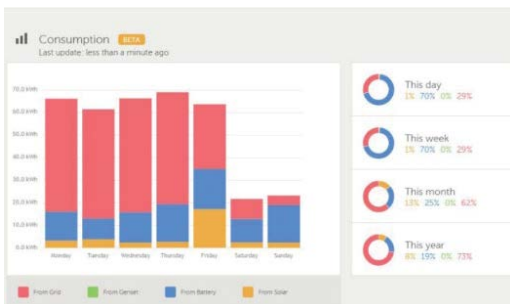 Consumption BETA
Last update: less than a minute ago
70.0 kWh
60.0 kWh
50.0 kWh
40.0 kWh
30.0 kWh
20.0 kWh
10.0 kWh
0.0 kWh
Monday Tuesday Wednesday Thursday Friday Saturday Sunday
From Grid From Genset From Battery From Solar
This day
1% 70% 0% 29%
This week
1% 70% 0% 29%
This month
13% 25% 0% 62%
This year
8% 19% 0% 73%